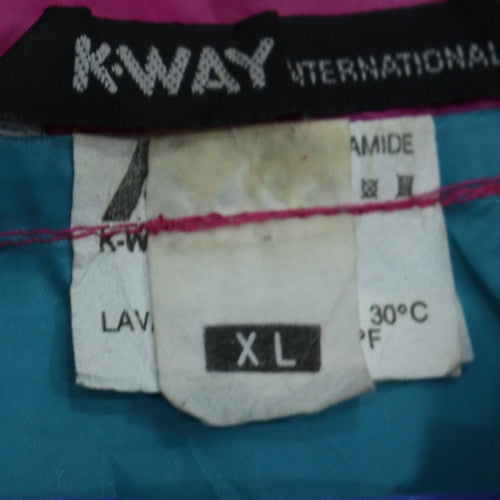 K-WAY INTERNATIONAL
AMIDE
K-W
LAV 30°C
°F
XL